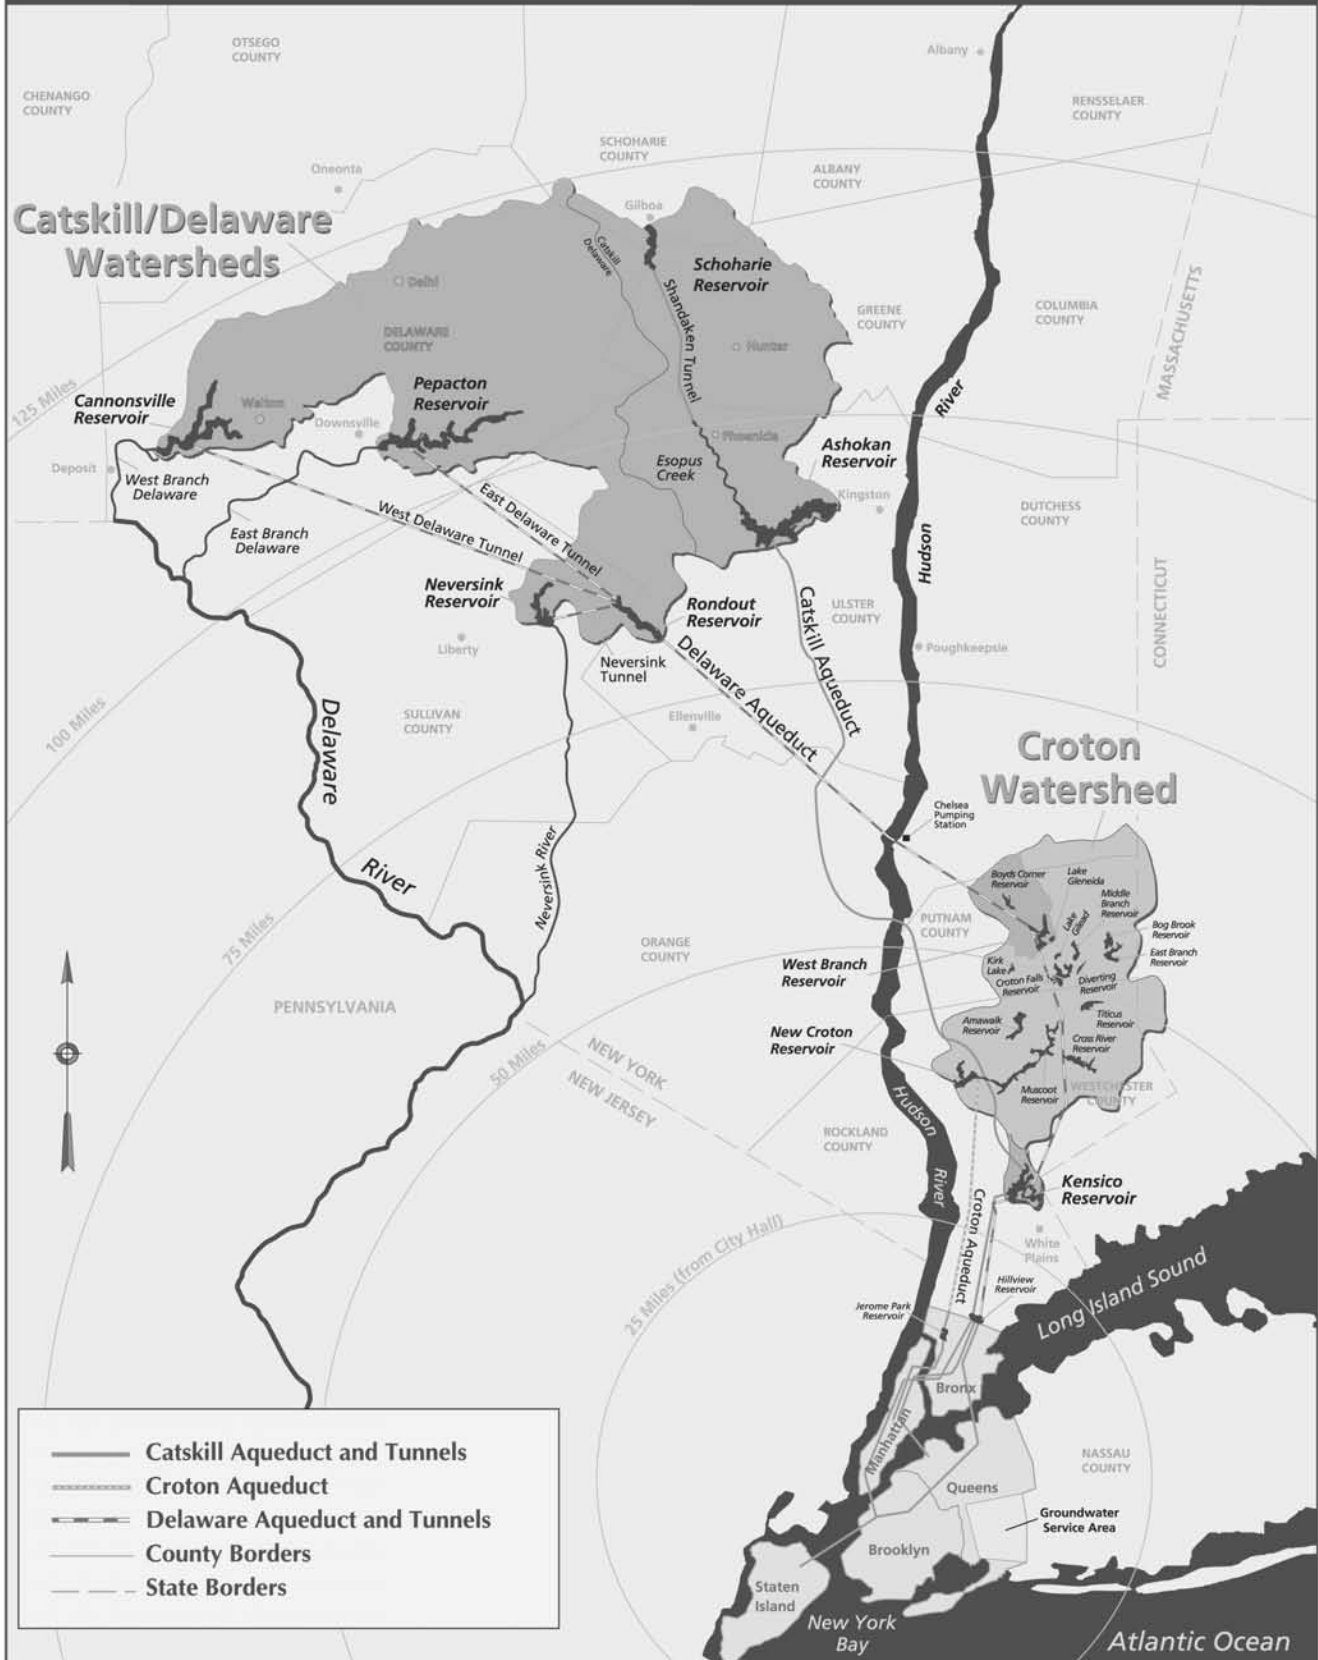 Albany
OTSEGO
COUNTY
CHENANGO
COUNTY
RENSSELAER
COUNTY
SCHOHARIE
COUNTY
ALBANY
COUNTY
Oneonta
Gilboa
Catskill/Delaware
Watersheds
Catskill
Delaware
Schoharie
Reservoir
Delhi
Shandaken Tunnel
DELAWARE
COUNTY
GREENE
COUNTY
COLUMBIA
COUNTY
MASSACHUSETTS
Hunter
125 Miles
Cannonsville
Reservoir
Walton
Pepacton
Reservoir
Downsville
River
Phoenicia
Ashokan
Reservoir
Deposit
West Branch
Delaware
Esopus
Creek
Kingston
East Branch
Delaware
West Delaware Tunnel
East Delaware Tunnel
DUTCHESS
COUNTY
Hudson
CONNECTICUT
Neversink
Reservoir
Rondout
Reservoir
Catskill Aqueduct
ULSTER
COUNTY
Liberty
Neversink
Tunnel
Delaware Aqueduct
Poughkeepsie
100 Miles
Delaware
SULLIVAN
COUNTY
Ellenville
Croton
Watershed
Chelsea
Pumping
Station
River
Neversink River
Boyds Corner
Reservoir
Lake
Gleneida
Middle
Branch
Reservoir
Lake
Gilead
75 Miles
ORANGE
COUNTY
PUTNAM
COUNTY
Bog Brook
Reservoir
East Branch
Reservoir
West Branch
Reservoir
Kirk
Lake
Croton Falls
Reservoir
Diverting
Reservoir
PENNSYLVANIA
New Croton
Reservoir
Amawalk
Reservoir
Titicus
Reservoir
Cross River
Reservoir
50 Miles
NEW YORK
NEW JERSEY
Muscoot
Reservoir
WESTCHESTER
COUNTY
Hudson
ROCKLAND
COUNTY
River
Croton Aqueduct
Kensico
Reservoir
White
Plains
25 Miles (from City Hall)
Hillview
Reservoir
Jerome Park
Reservoir
Long Island Sound
Bronx
Manhattan
Queens
NASSAU
COUNTY
Groundwater
Service Area
Brooklyn
Staten
Island
New York
Bay
Atlantic Ocean
Catskill Aqueduct and Tunnels
Croton Aqueduct
Delaware Aqueduct and Tunnels
County Borders
State Borders